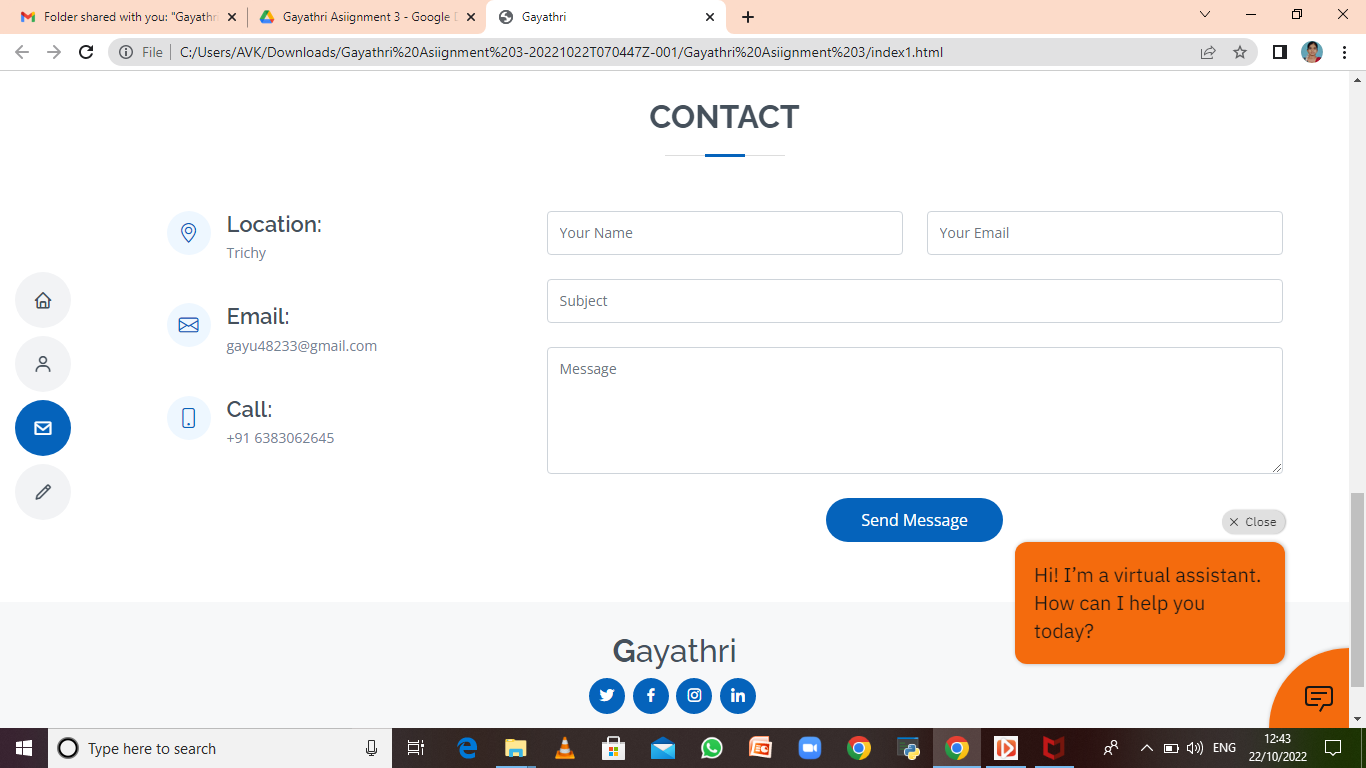 Folder shared with you: "Gayathri
Gayathri Asiignment 3 - Google D
Gayathri
File
C:/Users/AVK/Downloads/Gayathri%20Asiignment%203-20221022T070447Z-001/Gayathri%20Asiignment%203/index1.html
CONTACT
Location:
Trichy
Your Name
Your Email
Subject
Email:
gayu48233@gmail.com
Message
Call:
+91 6383062645
Send Message
Close
Hi! I’m a virtual assistant.
How can I help you
today?
Gayathri
Type here to search
ENG
12:43
22/10/2022